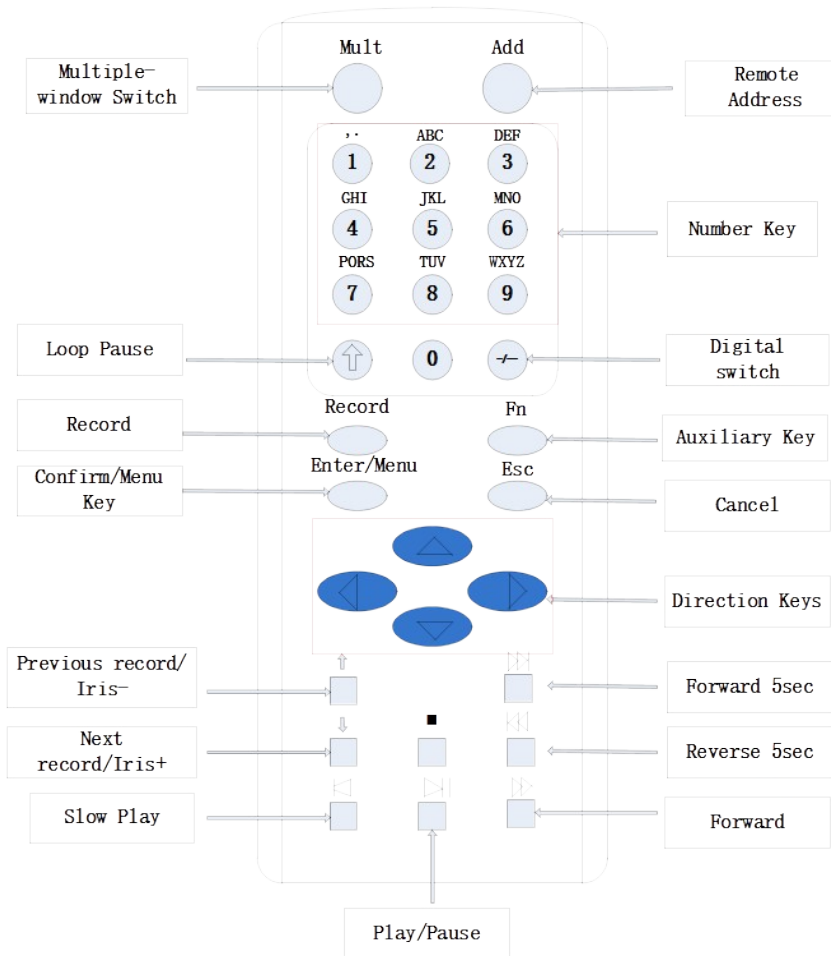 Mult Add
Multiple-
window Switch
Remote
Address
,. ABC DEF
1 2 3
GHI JKL MNO
4 5 6
Number Key
PORS TUV WXYZ
7 8 9
Loop Pause
0 -/--
Digital
switch
Record Fn
Record
Auxiliary Key
Enter/Menu Esc
Confirm/Menu
Key
Cancel
Direction Keys
Previous record/
Iris-
Forward 5sec
Next
record/Iris+
Reverse 5sec
Slow Play
Forward
Play/Pause